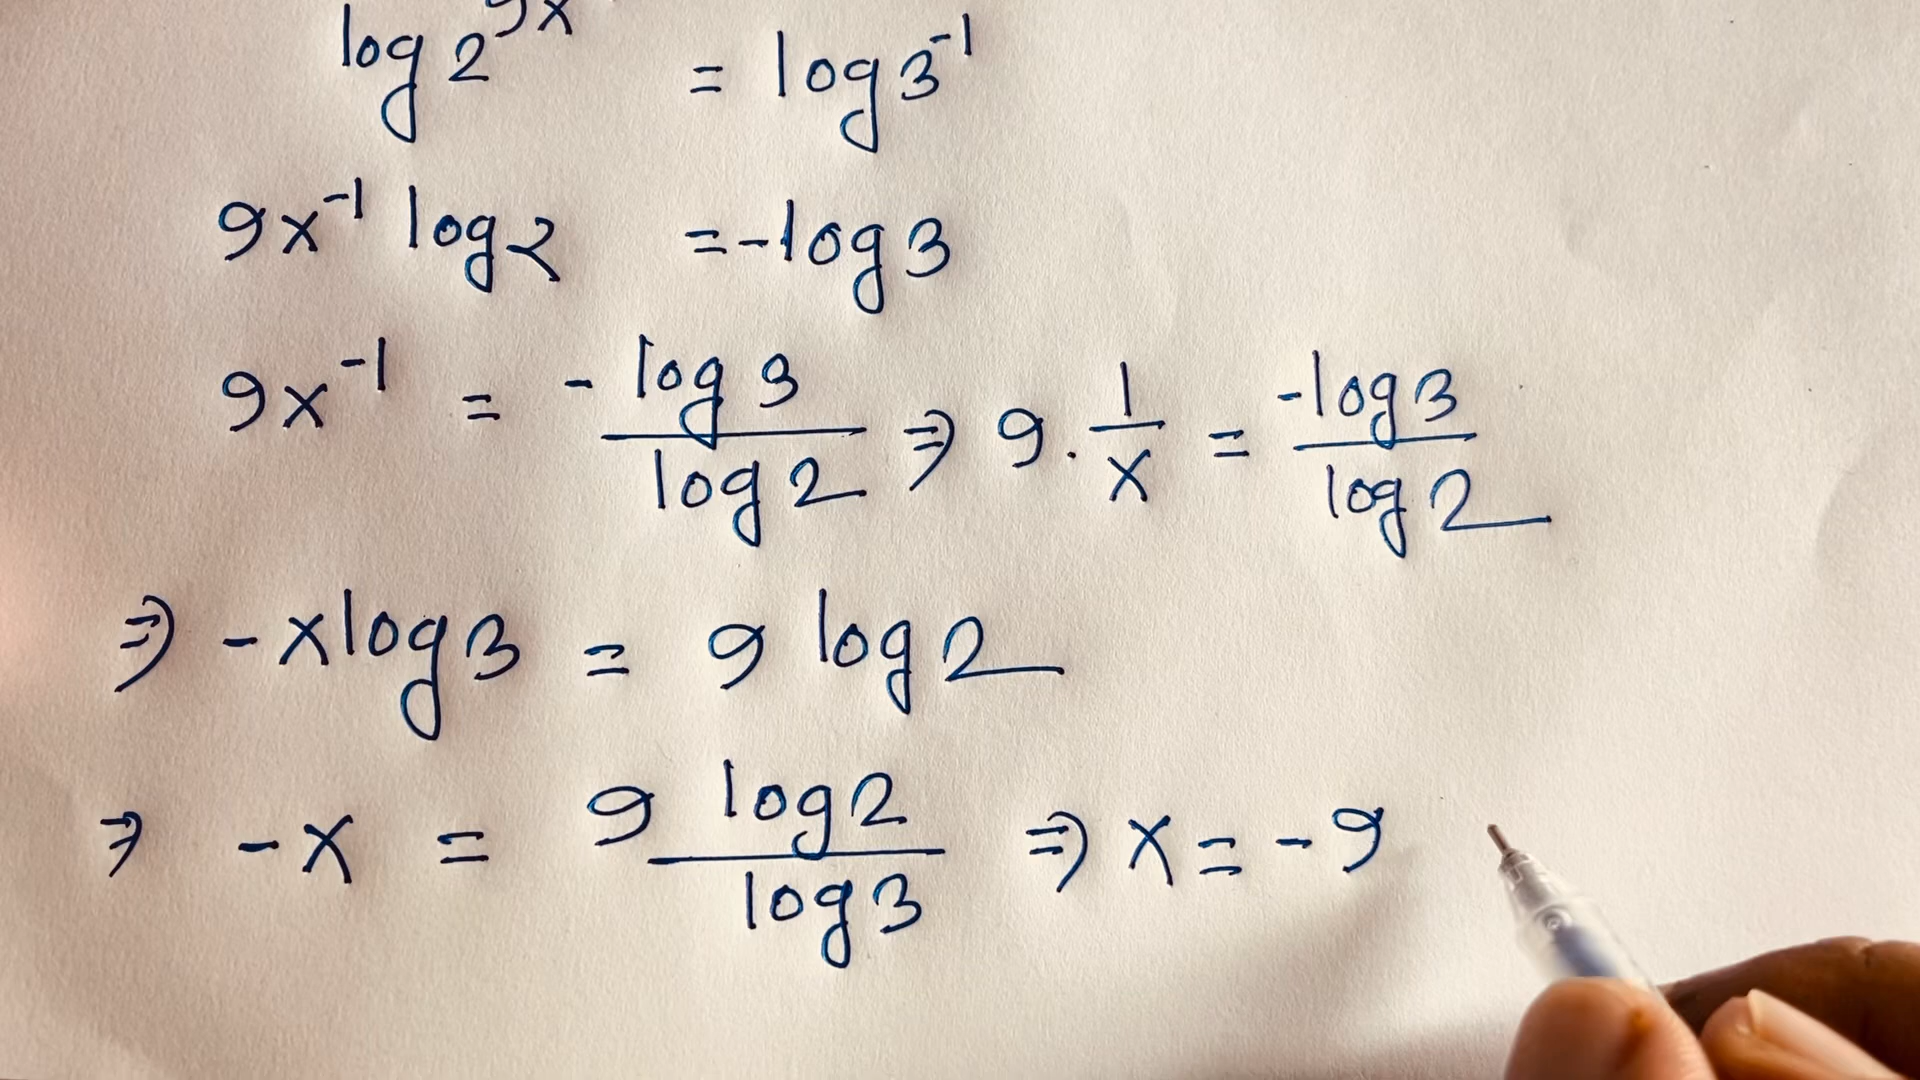 log 2^9x = log 3^-1
9x^-1 log 2 = -log 3
9x^-1 = - log 3 / log 2 ⇒ 9 . 1/x = -log 3 / log 2
⇒ -x log 3 = 9 log 2
⇒ -x = 9 log 2 / log 3 ⇒ x = -9